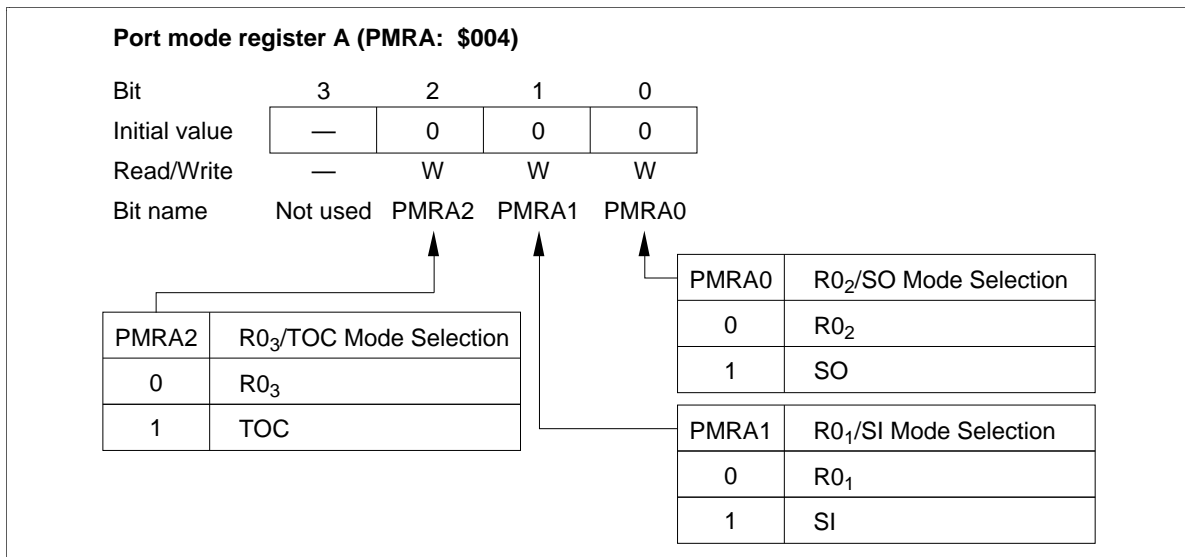 Port mode register A (PMRA: $004)
Bit 3 2 1 0
Initial value — 0 0 0
Read/Write — W W W
Bit name Not used PMRA2 PMRA1 PMRA0
PMRA0 R0₂/SO Mode Selection
0 R0₂
1 SO
PMRA2 R0₃/TOC Mode Selection
0 R0₃
1 TOC
PMRA1 R0₁/SI Mode Selection
0 R0₁
1 SI